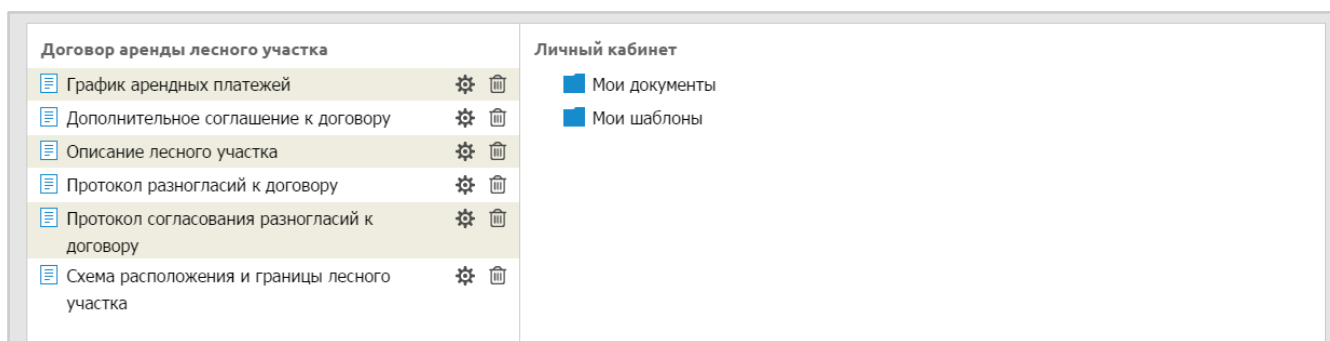 Договор аренды лесного участка
График арендных платежей
Дополнительное соглашение к договору
Описание лесного участка
Протокол разногласий к договору
Протокол согласования разногласий к
договору
Схема расположения и границы лесного
участка
Личный кабинет
Мои документы
Мои шаблоны